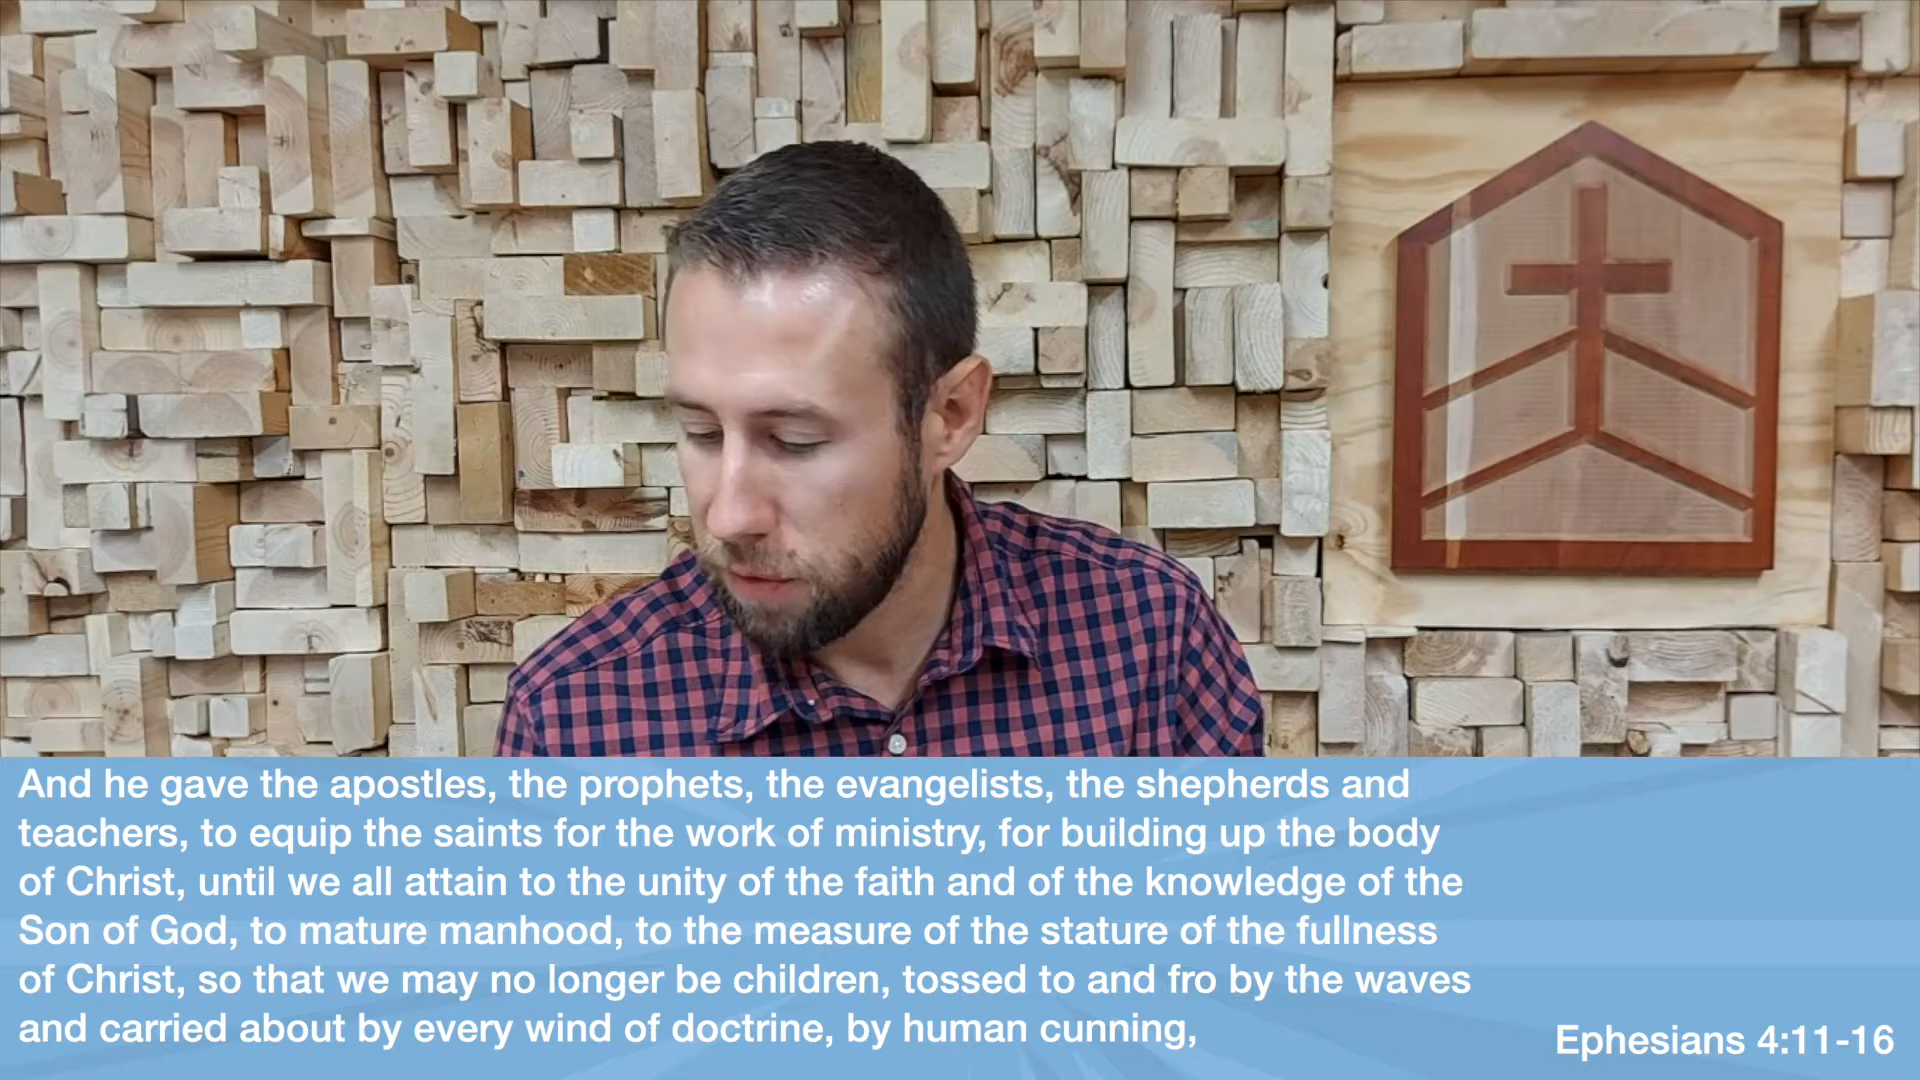 And he gave the apostles, the prophets, the evangelists, the shepherds and
teachers, to equip the saints for the work of ministry, for building up the body
of Christ, until we all attain to the unity of the faith and of the knowledge of the
Son of God, to mature manhood, to the measure of the stature of the fullness
of Christ, so that we may no longer be children, tossed to and fro by the waves
and carried about by every wind of doctrine, by human cunning,
Ephesians 4:11-16